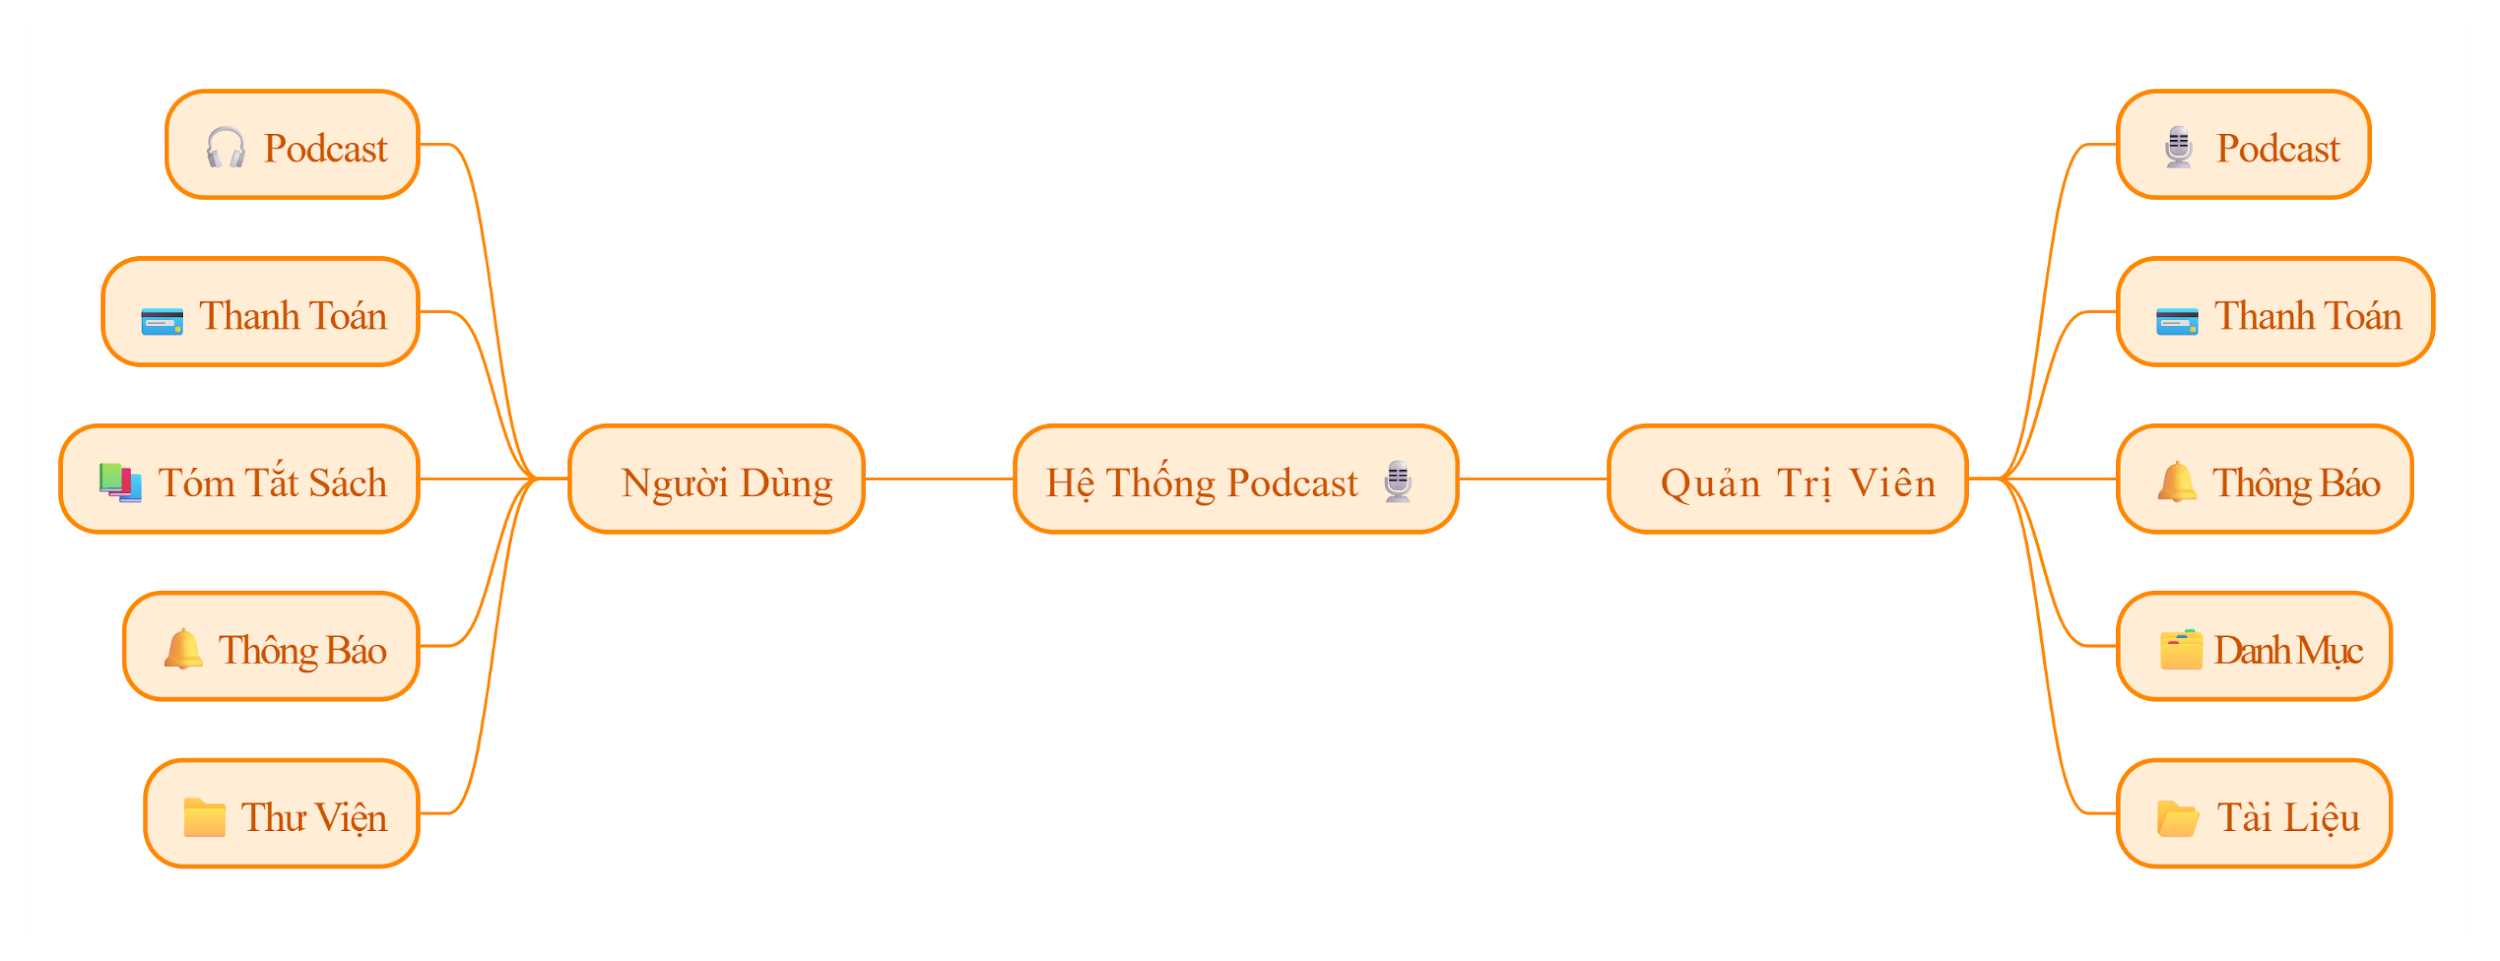 Podcast
Thanh Toán
Tóm Tắt Sách
Thông Báo
Thư Viện
Người Dùng
Hệ Thống Podcast
Quản Trị Viên
Podcast
Thanh Toán
Thông Báo
Danh Mục
Tài Liệu